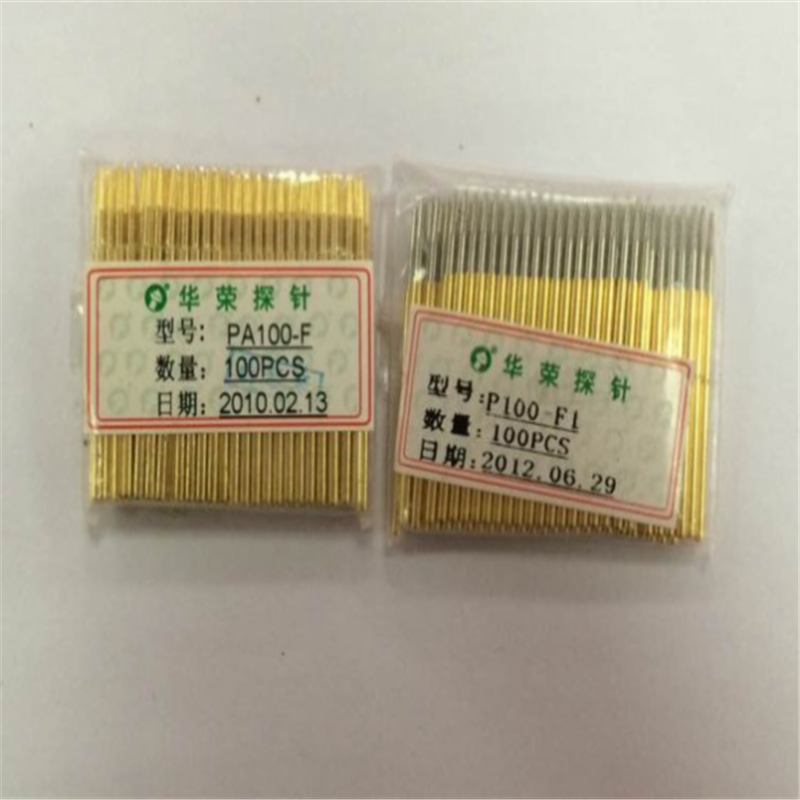 华荣探针
型号: PA100-F
数量: 100PCS
日期: 2010.02.13
华荣探针
型号:P100-F1
数量: 100PCS
日期:2012.06.29